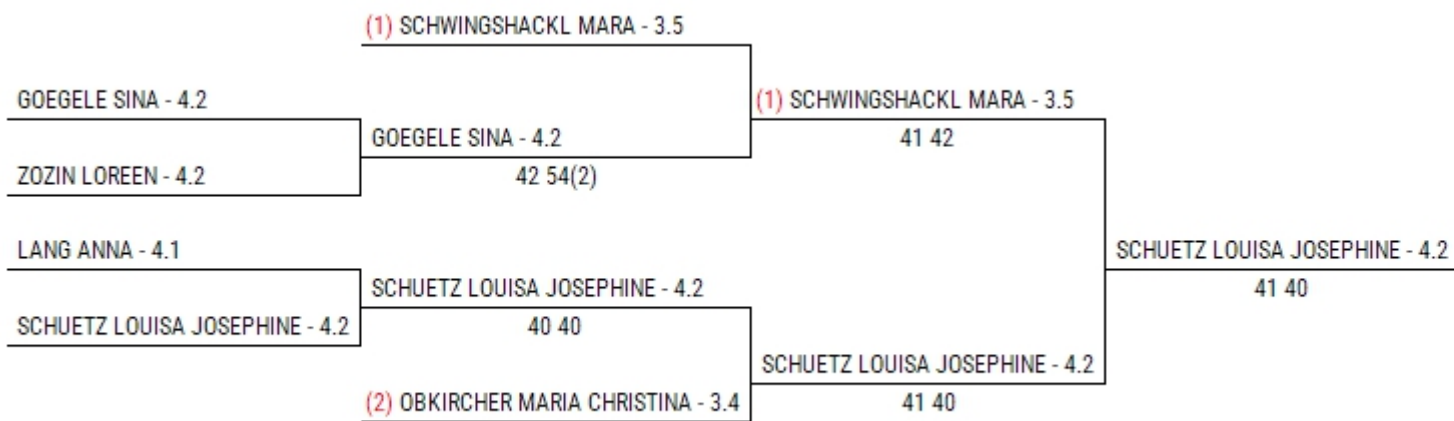 (1) SCHWINGSHACKL MARA - 3.5
GOEGELE SINA - 4.2
(1) SCHWINGSHACKL MARA - 3.5
GOEGELE SINA - 4.2
41 42
ZOZIN LOREEN - 4.2
42 54(2)
LANG ANNA - 4.1
SCHUETZ LOUISA JOSEPHINE - 4.2
SCHUETZ LOUISA JOSEPHINE - 4.2
41 40
SCHUETZ LOUISA JOSEPHINE - 4.2
40 40
SCHUETZ LOUISA JOSEPHINE - 4.2
(2) OBKIRCHER MARIA CHRISTINA - 3.4
41 40